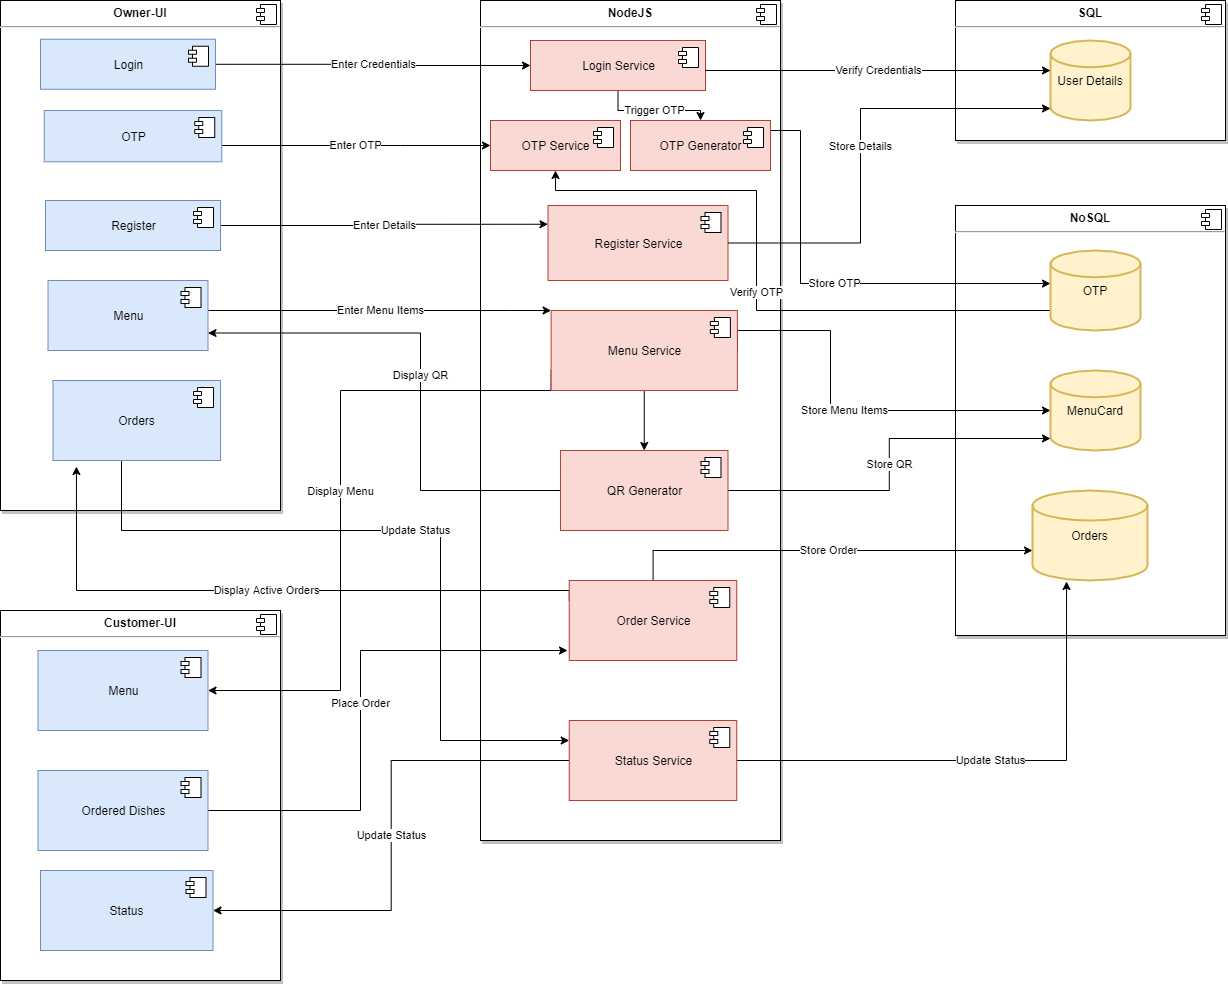 Owner-UI
NodeJS
SQL
Login
Enter Credentials
Login Service
Verify Credentials
User Details
Trigger OTP
OTP
Enter OTP
OTP Service
OTP Generator
Store Details
Register
Enter Details
Register Service
NoSQL
Verify OTP
Store OTP
OTP
Menu
Enter Menu Items
Menu Service
Display QR
Store Menu Items
MenuCard
Orders
Display Menu
QR Generator
Store QR
Update Status
Store Order
Orders
Display Active Orders
Order Service
Customer-UI
Menu
Place Order
Status Service
Update Status
Ordered Dishes
Update Status
Status